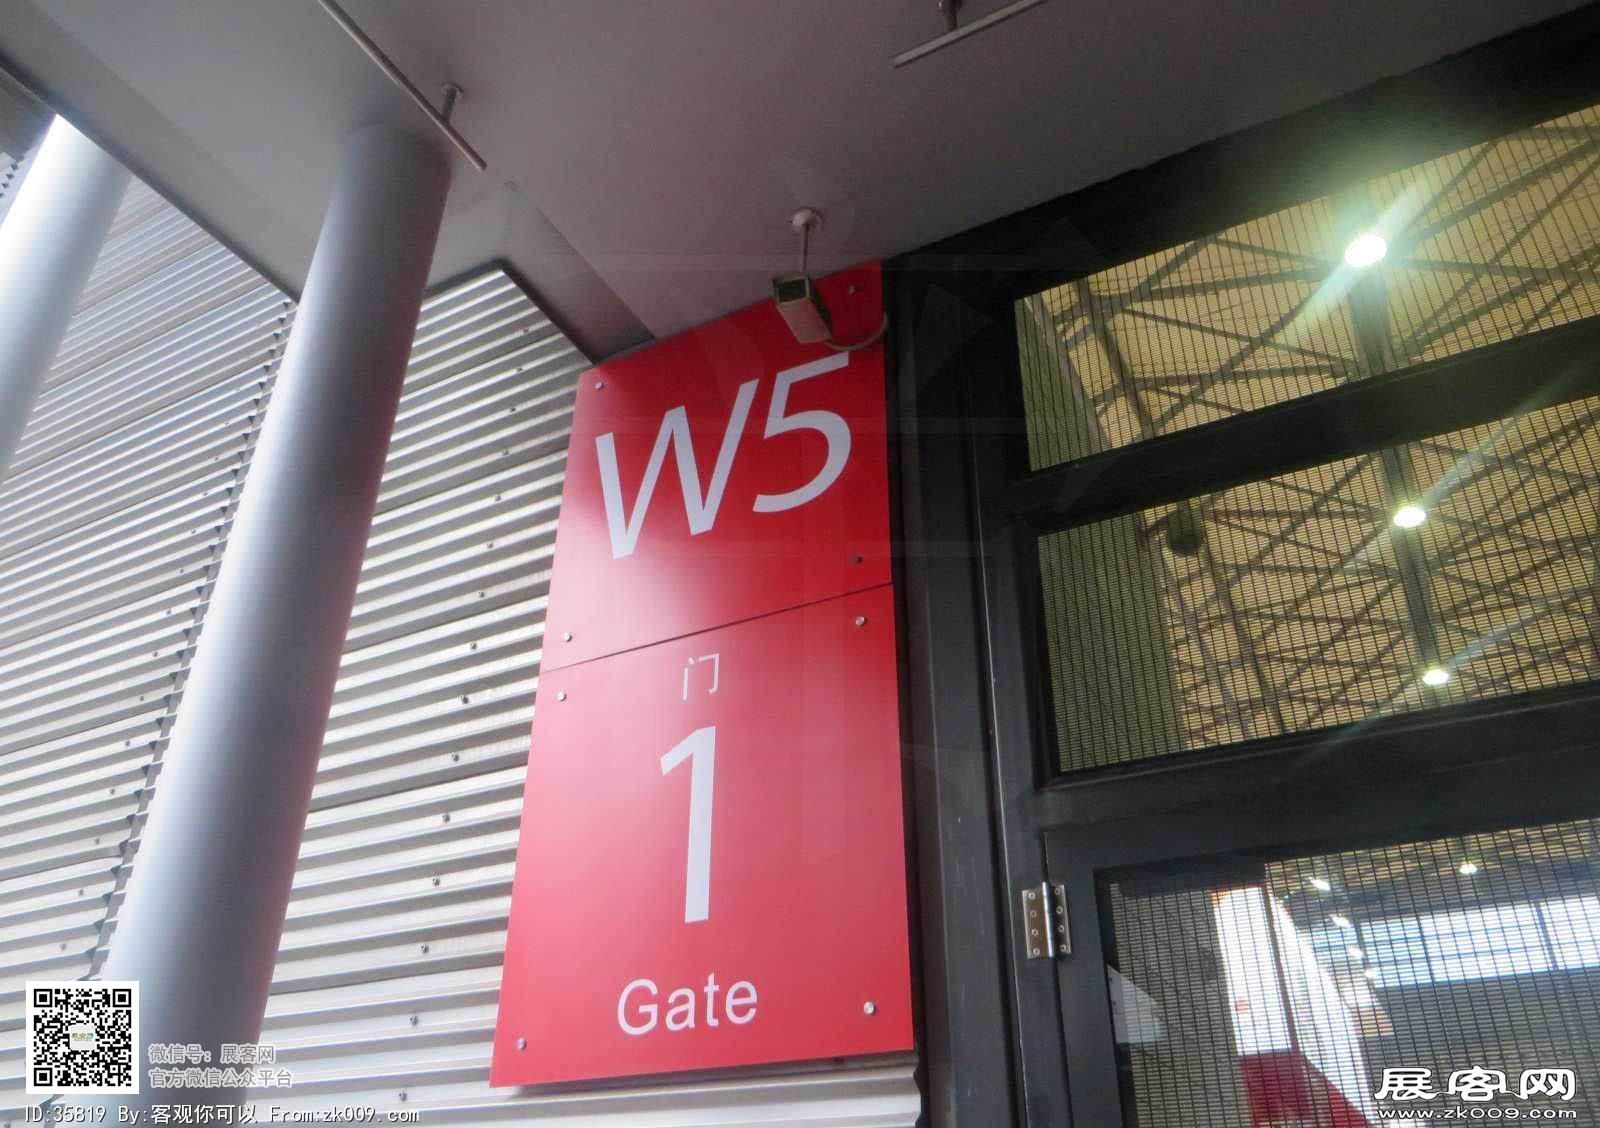 W5
门
1
Gate
微信号：展客网
官方微信公众平台
ID:35819 By:客观你可以 From:zk009.com
展客网
www.zk009.com